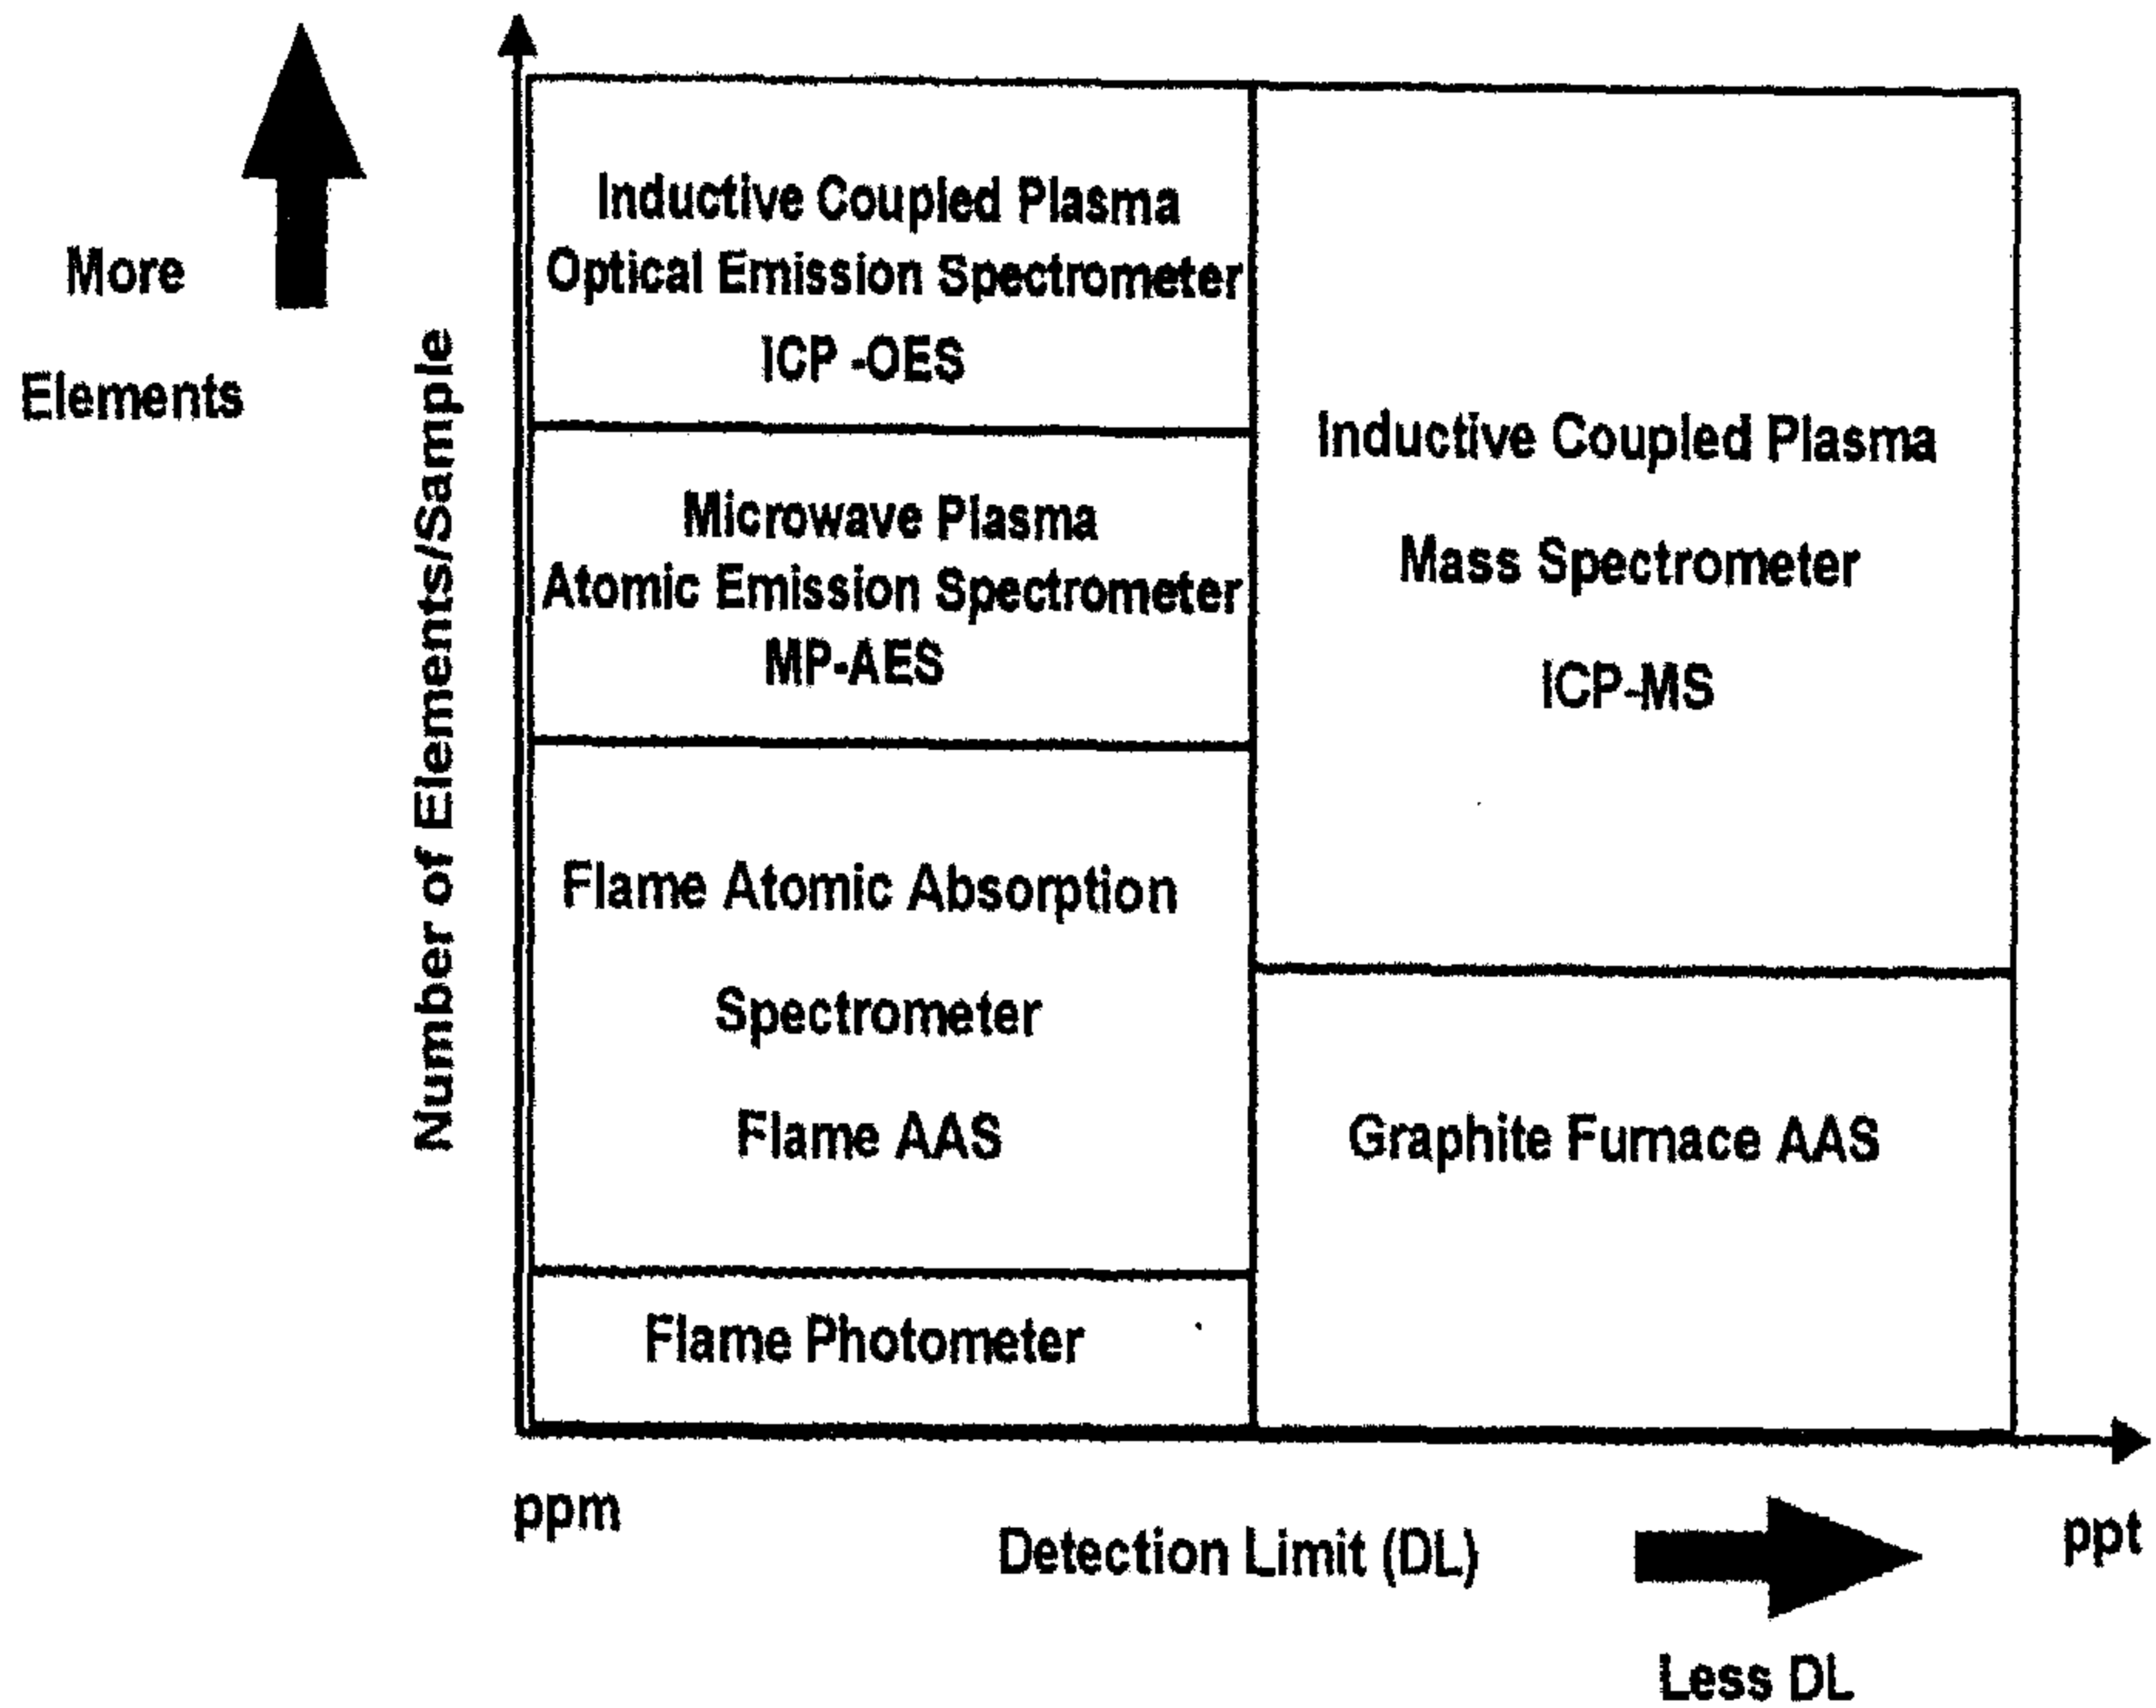 More
Elements
Number of Elements/Sample
Inductive Coupled Plasma
Optical Emission Spectrometer
ICP -OES
Microwave Plasma
Atomic Emission Spectrometer
MP-AES
Flame Atomic Absorption
Spectrometer
Flame AAS
Flame Photometer
Inductive Coupled Plasma
Mass Spectrometer
ICP-MS
Graphite Furnace AAS
ppm
Detection Limit (DL)
ppt
Less DL